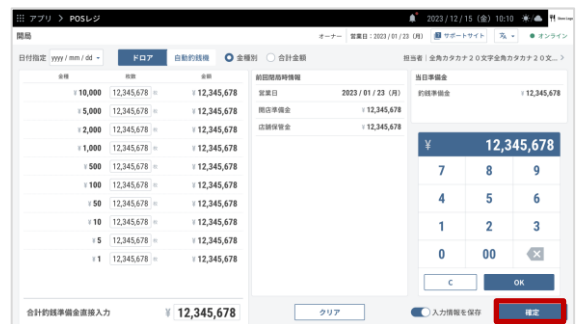 アプリ > POSレジ
2023 / 12 / 15 (金) 10:10
開局
オーナー
営業日:2023 / 01 / 23 (月)
サポートサイト
オンライン
日付指定 yyyy / mm / dd
ドロア
自動釣銭機
金種別
合計金額
担当者:全角カタカナ20文字全角カタカナ20文... >
金種 枚数 金額
¥ 10,000 12,345,678 ¥ 12,345,678
¥ 5,000 12,345,678 ¥ 12,345,678
¥ 2,000 12,345,678 ¥ 12,345,678
¥ 1,000 12,345,678 ¥ 12,345,678
¥ 500 12,345,678 ¥ 12,345,678
¥ 100 12,345,678 ¥ 12,345,678
¥ 50 12,345,678 ¥ 12,345,678
¥ 10 12,345,678 ¥ 12,345,678
¥ 5 12,345,678 ¥ 12,345,678
¥ 1 12,345,678 ¥ 12,345,678
合計釣銭準備金直接入力 ¥ 12,345,678
前回開局時情報
営業日 2023 / 01 / 23 (月)
開店準備金 ¥ 12,345,678
店舗保管金 ¥ 12,345,678
クリア
当日準備金
釣銭準備金 ¥ 12,345,678
¥ 12,345,678
7 8 9
4 5 6
1 2 3
0 00
C OK
入力情報を保存
確定